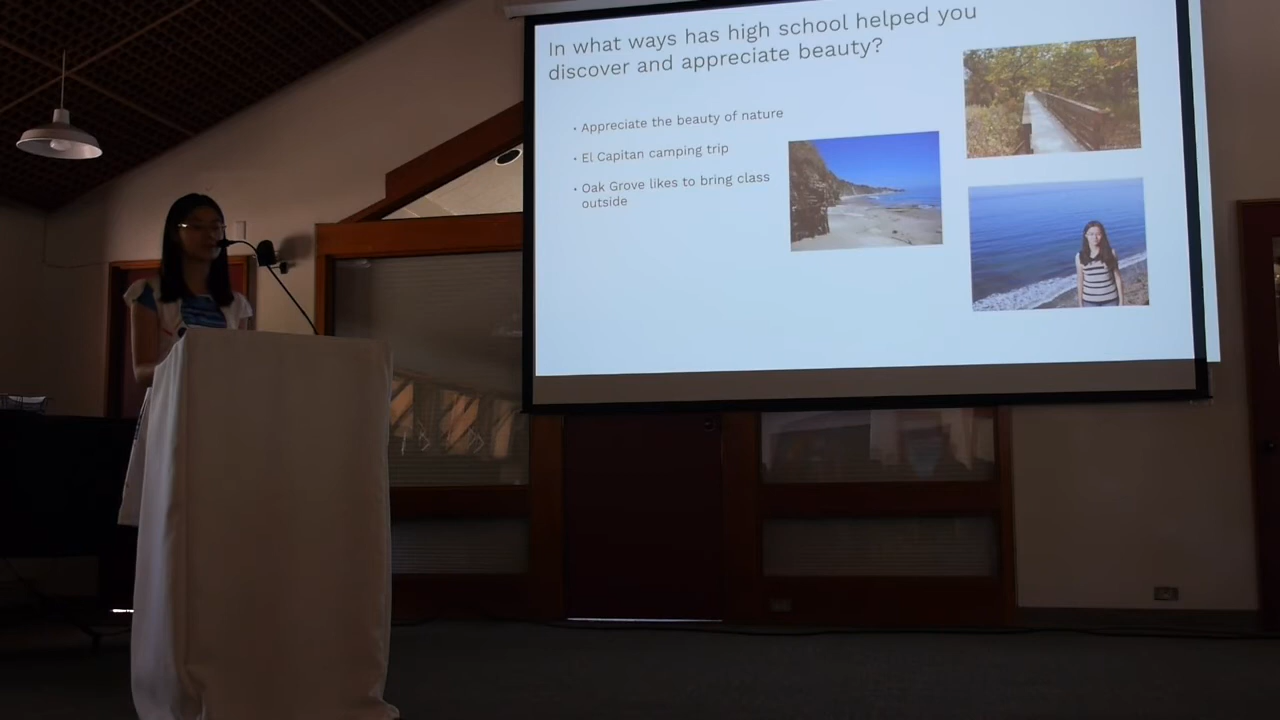 In what ways has high school helped you
discover and appreciate beauty?
• Appreciate the beauty of nature
• El Capitan camping trip
• Oak Grove likes to bring class
outside